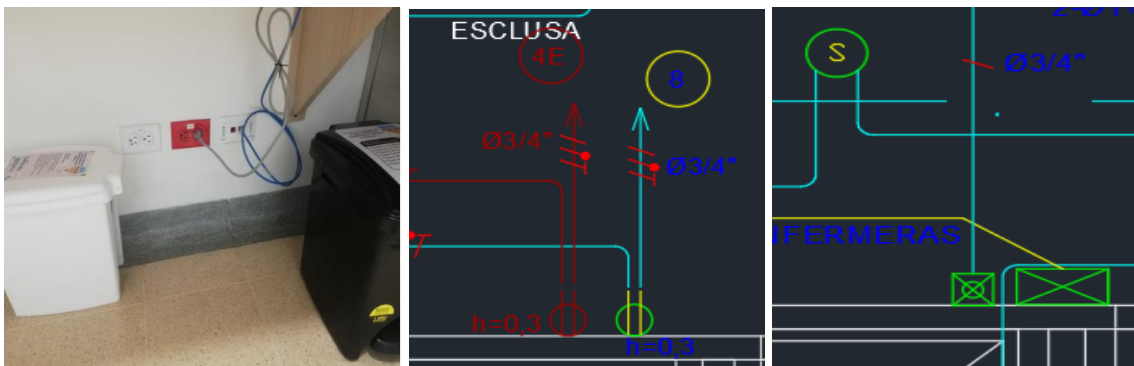 ESCLUSA
4E
8
Ø3/4"
Ø3/4"
h=0,3
h=0.3
T
S
Ø3/4"
NFERMERAS